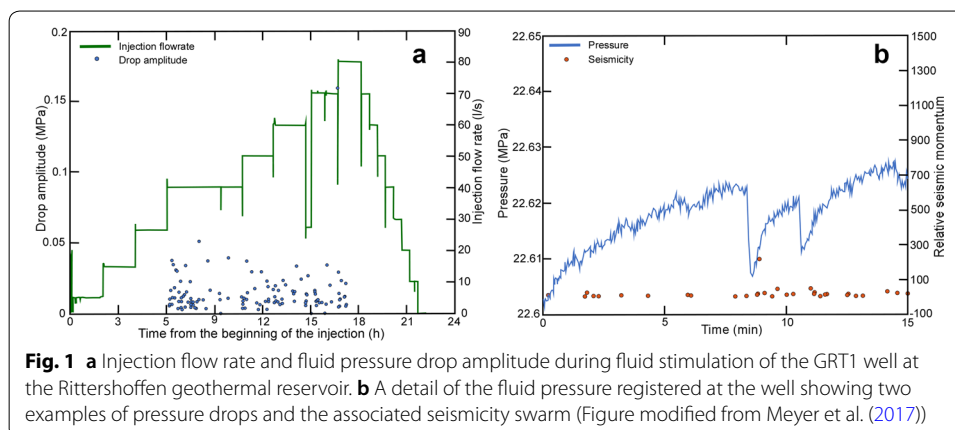 0.2
0.15
0.1
0.05
0
Drop amplitude (MPa)
Injection flowrate
Drop amplitude
a
90
80
70
60
50
40
30
20
10
0
Injection flow rate (l/s)
0 3 6 9 12 15 18 21 24
Time from the beginning of the injection (h)
22.65
22.64
22.63
22.62
22.61
22.6
Pressure (MPa)
Pressure
Seismicity
b
1500
1300
1100
900
700
500
300
100
-100
Relative seismic momentum
0 5 10 15
Time (min)
Fig. 1 a Injection flow rate and fluid pressure drop amplitude during fluid stimulation of the GRT1 well at
the Rittershoffen geothermal reservoir. b A detail of the fluid pressure registered at the well showing two
examples of pressure drops and the associated seismicity swarm (Figure modified from Meyer et al. (2017))